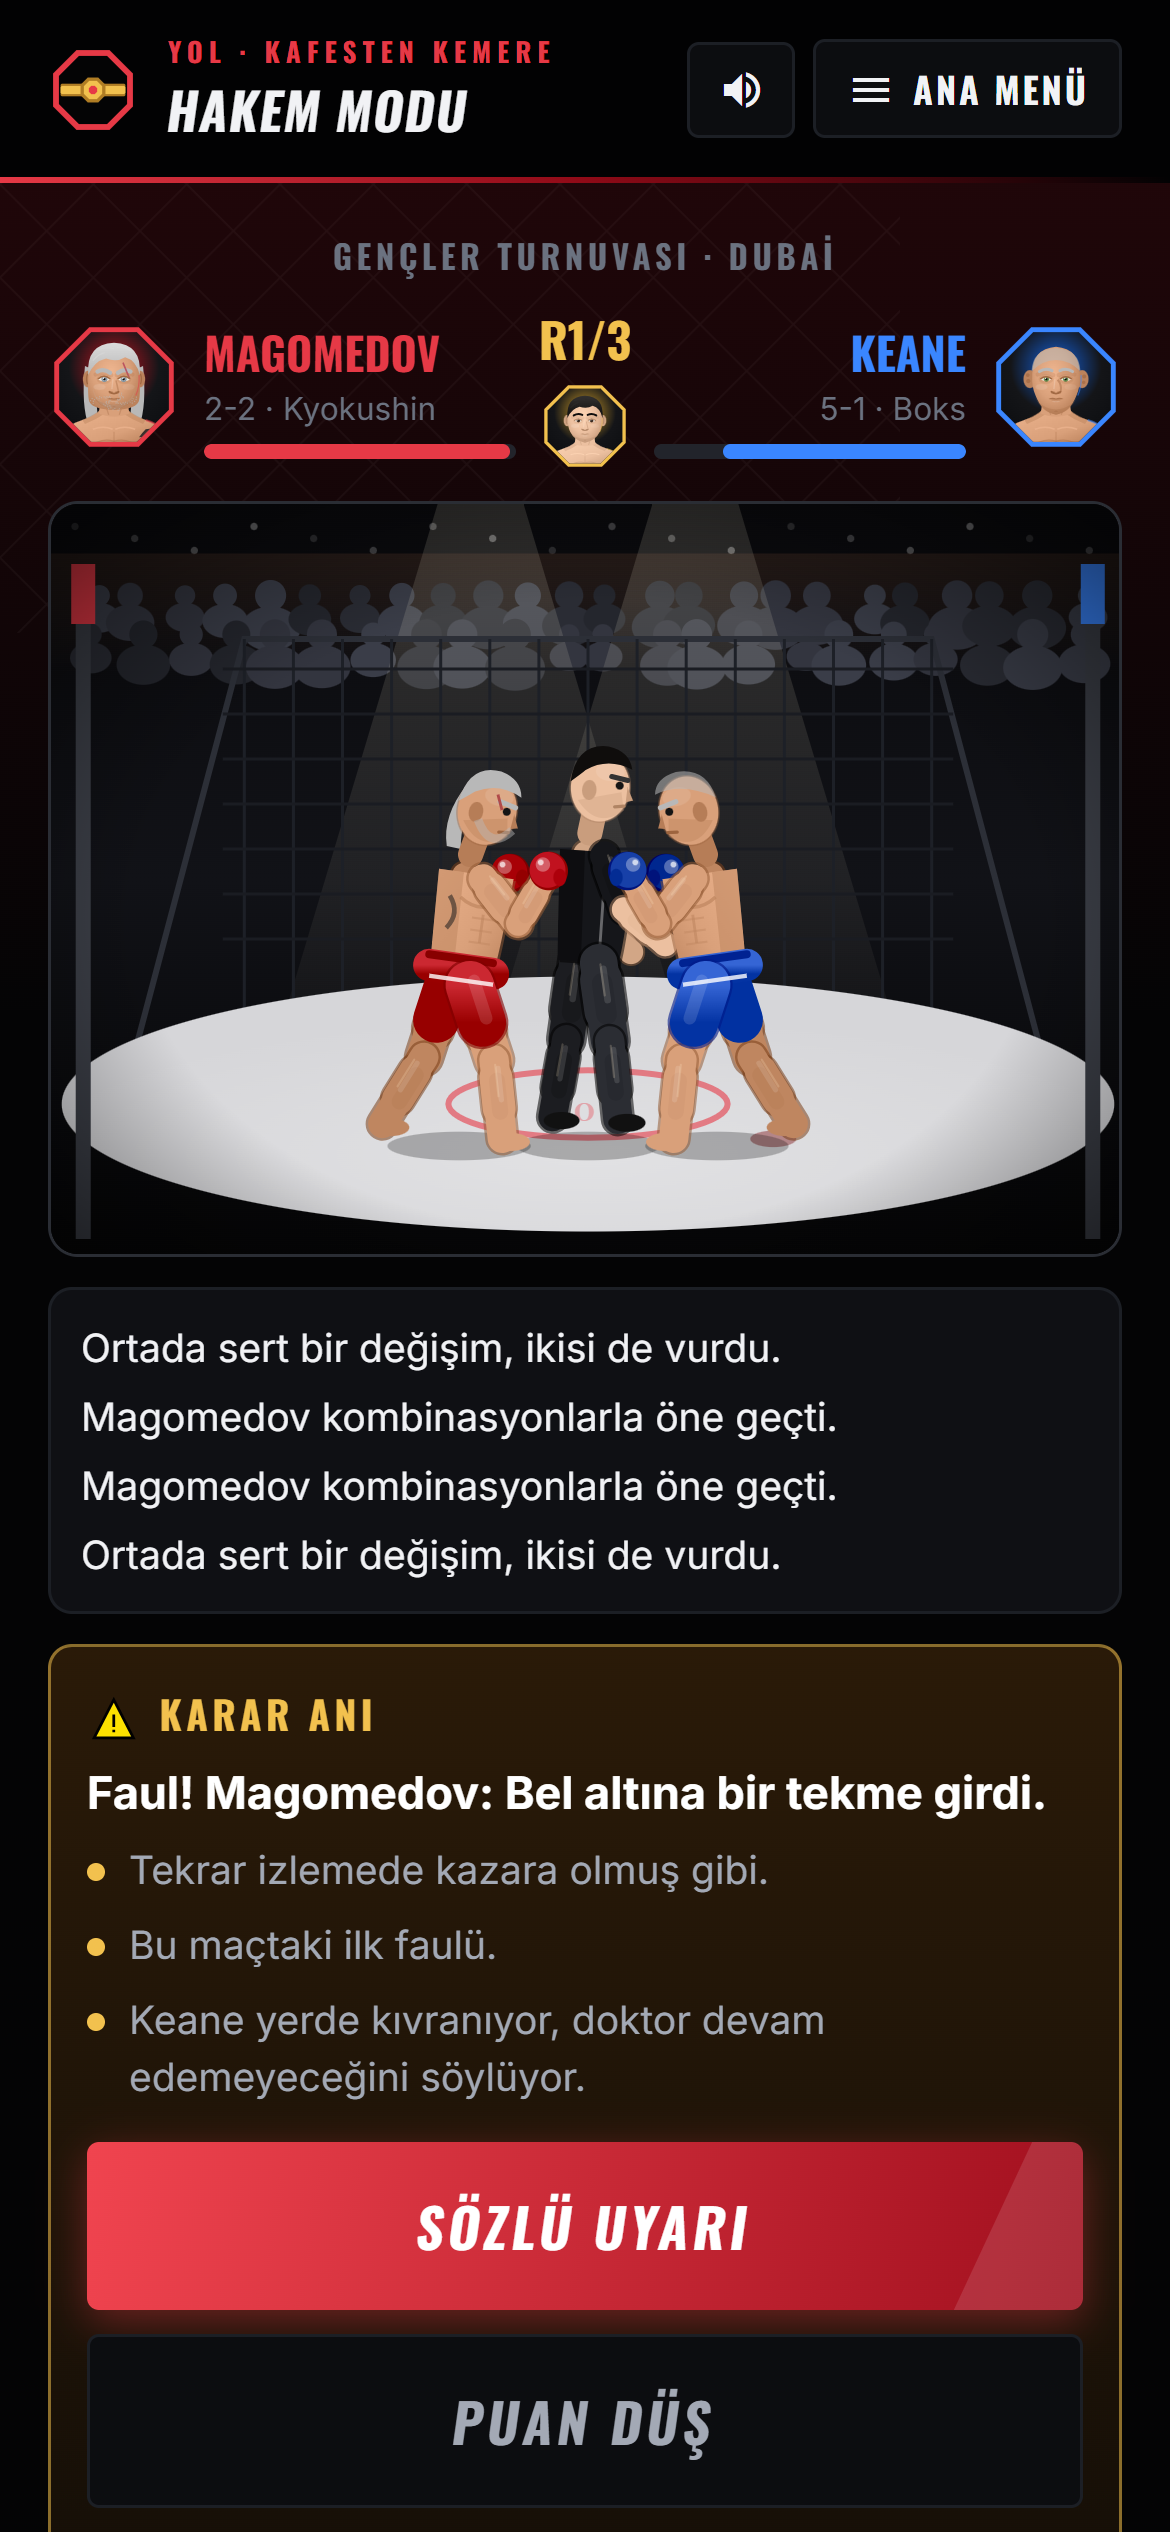 YOL · KAFESTEN KEMERE
HAKEM MODU
ANA MENÜ
GENÇLER TURNUVASI · DUBAİ
MAGOMEDOV
R1/3
KEANE
2-2 · Kyokushin
5-1 · Boks
O
Ortada sert bir değişim, ikisi de vurdu.
Magomedov kombinasyonlarla öne geçti.
Magomedov kombinasyonlarla öne geçti.
Ortada sert bir değişim, ikisi de vurdu.
KARAR ANI
Faul! Magomedov: Bel altına bir tekme girdi.
Tekrar izlemede kazara olmuş gibi.
Bu maçtaki ilk faulü.
Keane yerde kıvranıyor, doktor devam
edemeyeceğini söylüyor.
SÖZLÜ UYARI
PUAN DÜŞ